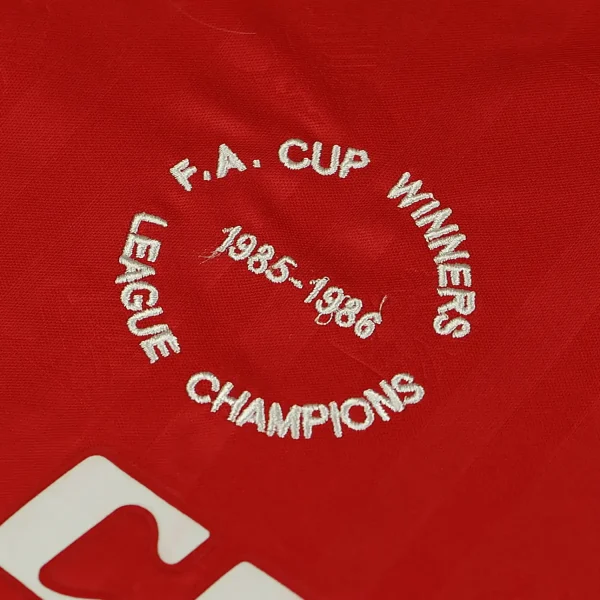 F.A. CUP WINNERS
1985-1986
LEAGUE CHAMPIONS